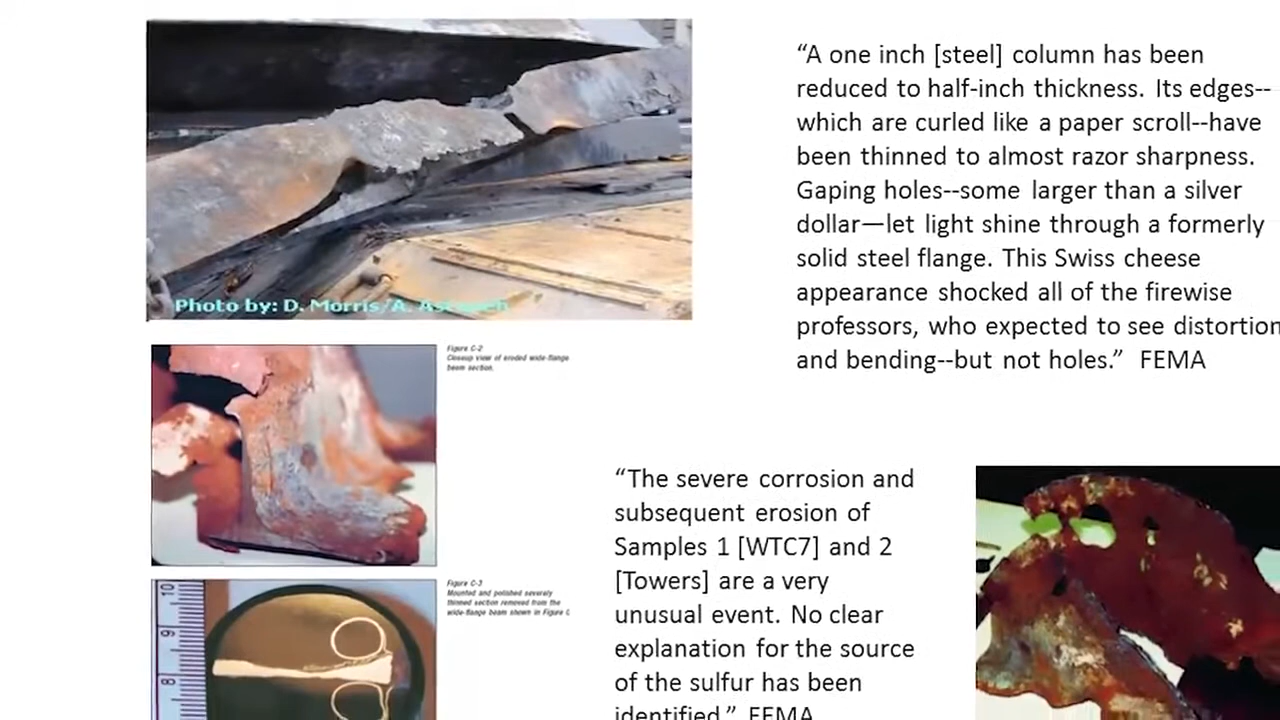 “A one inch [steel] column has been
reduced to half-inch thickness. Its edges--
which are curled like a paper scroll--have
been thinned to almost razor sharpness.
Gaping holes--some larger than a silver
dollar—let light shine through a formerly
solid steel flange. This Swiss cheese
appearance shocked all of the firewise
professors, who expected to see distortion
and bending--but not holes.” FEMA
Photo by: D. Morris/A.
Figure C-2
Closeup view of eroded wide-flange
beam section.
“The severe corrosion and
subsequent erosion of
Samples 1 [WTC7] and 2
[Towers] are a very
unusual event. No clear
explanation for the source
of the sulfur has been
identified.” FEMA
Figure C-3
Mounted and polished severely
thinned section removed from the
wide-flange beam shown in Figure C
10
9
8